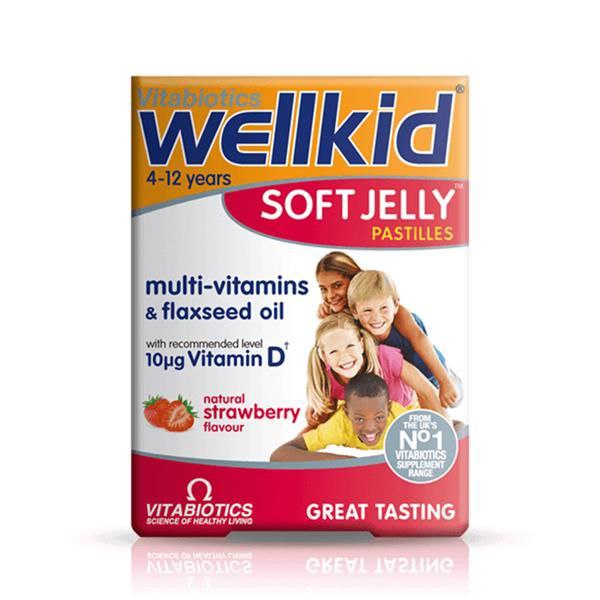 Vitabiotics
wellkid®
4-12 years
SOFT JELLY™
PASTILLES
multi-vitamins
& flaxseed oil
with recommended level
10µg Vitamin D†
natural
strawberry
flavour
FROM
THE UK'S
Nº1
VITABIOTICS
SUPPLEMENT
RANGE
VITABIOTICS
SCIENCE OF HEALTHY LIVING
GREAT TASTING